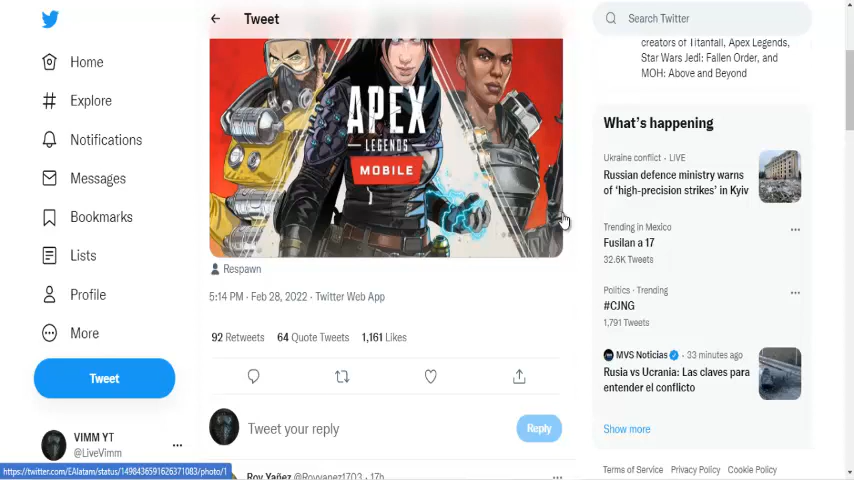 Tweet
Search Twitter
Home
Explore
Notifications
Messages
Bookmarks
Lists
Profile
More
Tweet
VIMM YT
@LiveVimm
https://twitter.com/EAlatam/status/1498436591626371083/photo/1
APEX
LEGENDS
MOBILE
Respawn
5:14 PM · Feb 28, 2022 · Twitter Web App
92 Retweets 64 Quote Tweets 1,161 Likes
Tweet your reply
Reply
Roy Yañez @Royyanez1703 · 17h
creators of Titanfall, Apex Legends,
Star Wars Jedi: Fallen Order, and
MOH: Above and Beyond
What's happening
Ukraine conflict · LIVE
Russian defence ministry warns
of 'high-precision strikes' in Kyiv
Trending in Mexico
Fusilan a 17
32.6K Tweets
Politics · Trending
#CJNG
1,791 Tweets
MVS Noticias · 33 minutes ago
Rusia vs Ucrania: Las claves para
entender el conflicto
Show more
Terms of Service Privacy Policy Cookie Policy